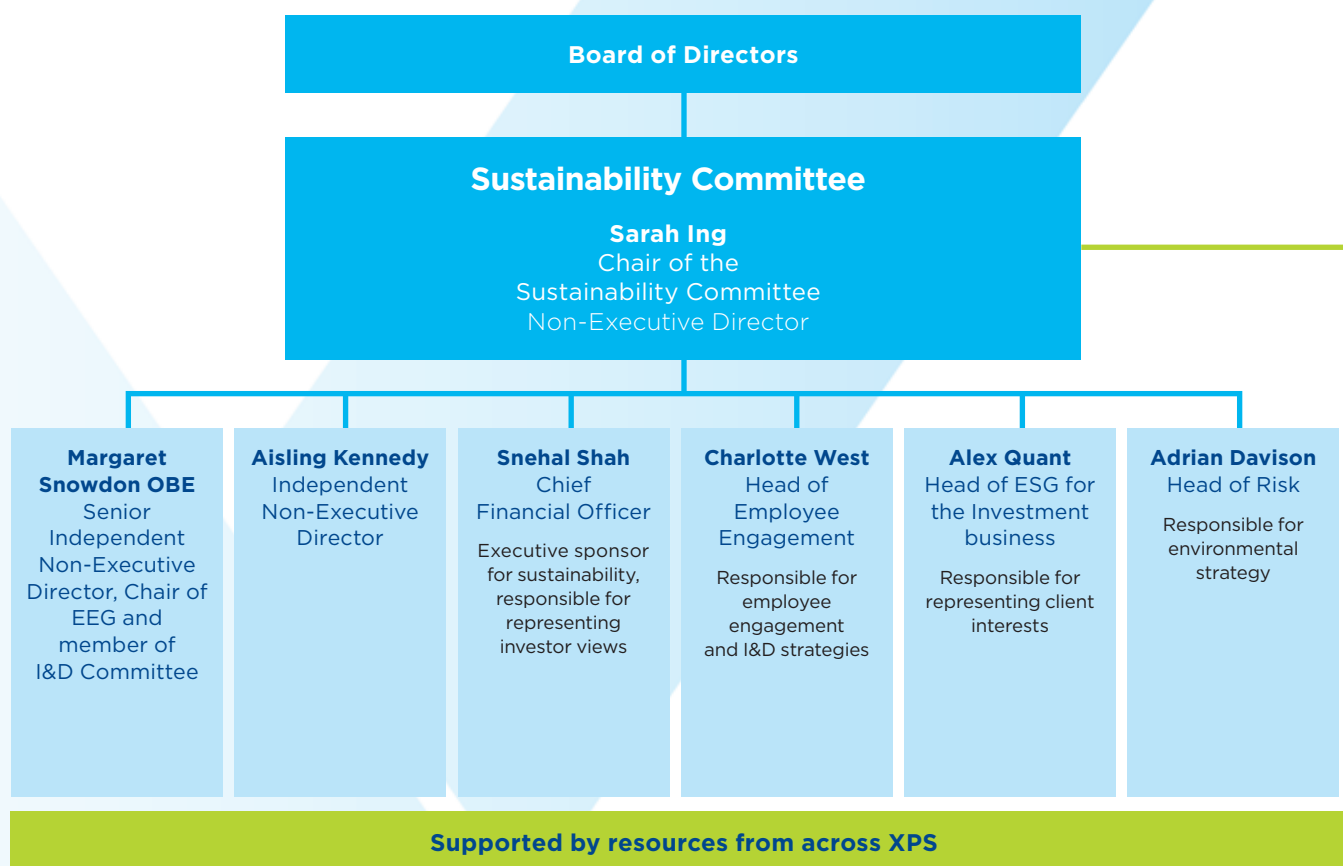 Board of Directors
Sustainability Committee
Sarah Ing
Chair of the
Sustainability Committee
Non-Executive Director
Margaret
Snowdon OBE
Senior
Independent
Non-Executive
Director, Chair of
EEG and
member of
I&D Committee
Aisling Kennedy
Independent
Non-Executive
Director
Snehal Shah
Chief
Financial Officer
Executive sponsor
for sustainability,
responsible for
representing
investor views
Charlotte West
Head of
Employee
Engagement
Responsible for
employee
engagement
and I&D strategies
Alex Quant
Head of ESG for
the Investment
business
Responsible for
representing client
interests
Adrian Davison
Head of Risk
Responsible for
environmental
strategy
Supported by resources from across XPS